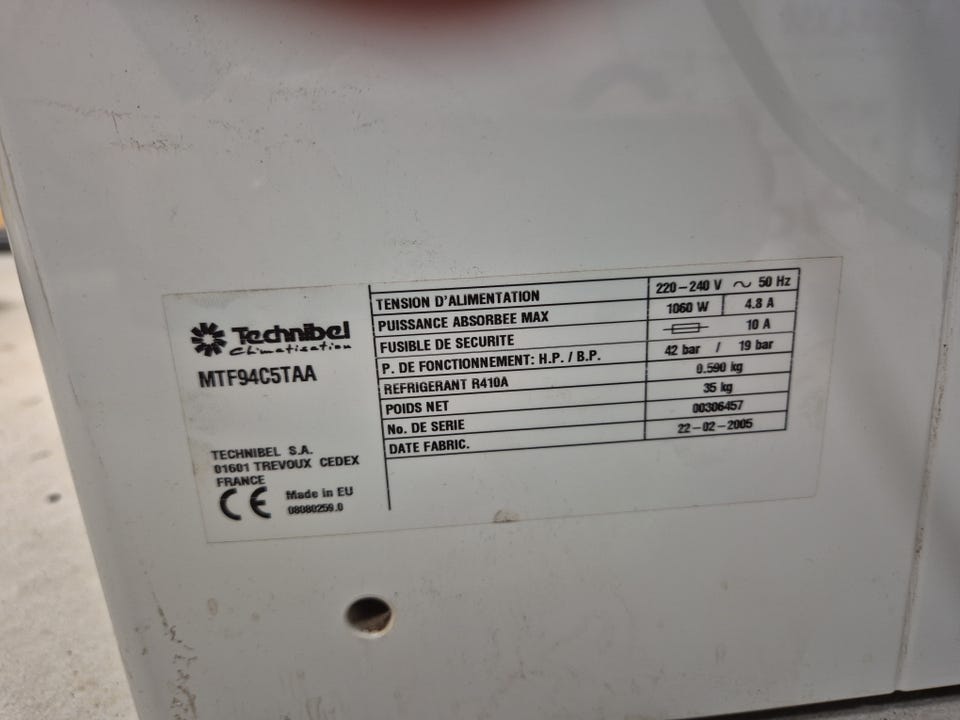 Technibel
Climatisation
MTF94C5TAA
TECHNIBEL S.A.
01601 TREVOUX CEDEX
FRANCE
CE Made in EU
08080259.0
TENSION D'ALIMENTATION 220-240 V ~ 50 Hz
PUISSANCE ABSORBEE MAX 1060 W 4.8 A
FUSIBLE DE SECURITE 10 A
P. DE FONCTIONNEMENT: H.P. / B.P. 42 bar / 19 bar
REFRIGERANT R410A 0.590 kg
POIDS NET 35 kg
No. DE SERIE 00306457
DATE FABRIC. 22-02-2005